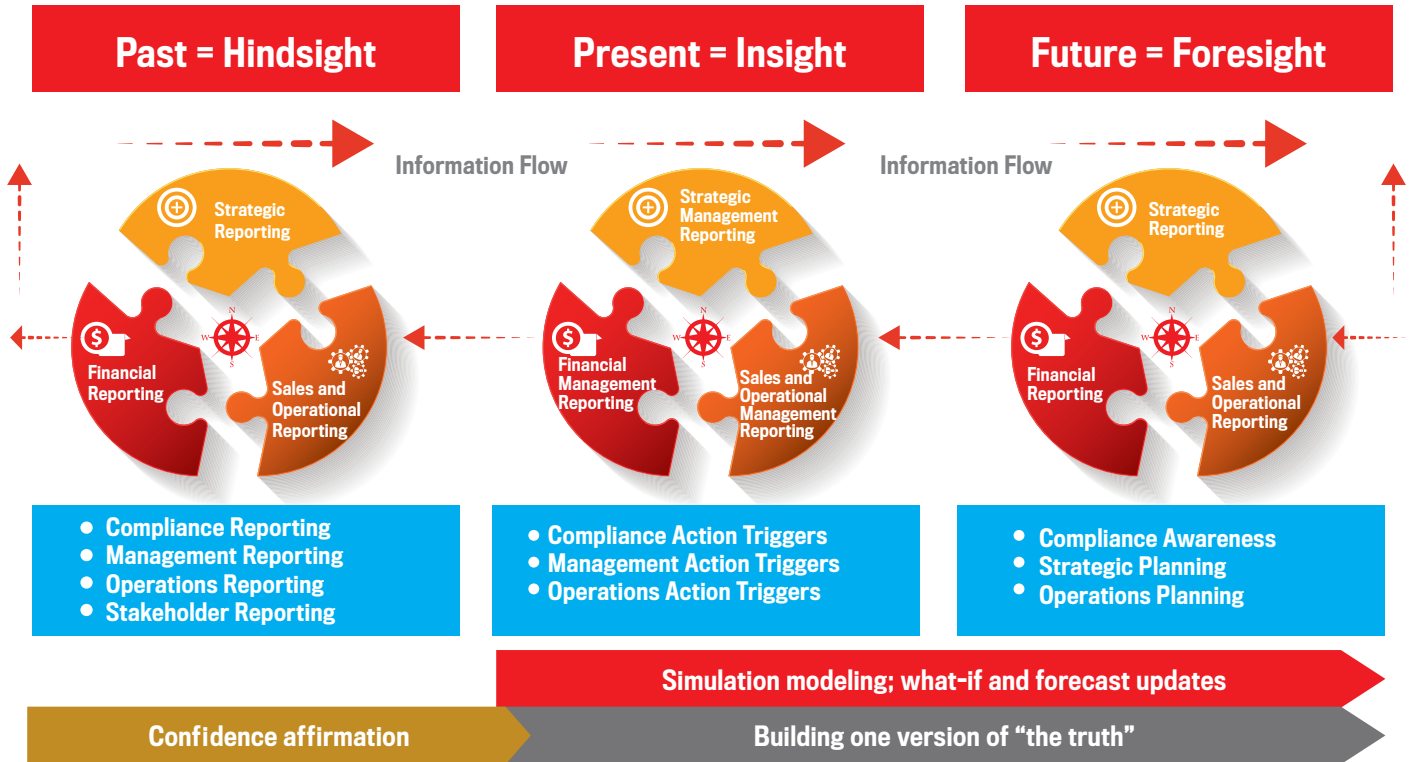 Past = Hindsight
Present = Insight
Future = Foresight
Information Flow
Information Flow
Strategic
Reporting
Financial
Reporting
Sales and
Operational
Reporting
N
W
E
S
Strategic
Management
Reporting
Financial
Management
Reporting
Sales and
Operational
Management
Reporting
N
W
E
S
Strategic
Reporting
Financial
Reporting
Sales and
Operational
Reporting
N
W
E
S
$
$
$
• Compliance Reporting
• Management Reporting
• Operations Reporting
• Stakeholder Reporting
• Compliance Action Triggers
• Management Action Triggers
• Operations Action Triggers
• Compliance Awareness
• Strategic Planning
• Operations Planning
Simulation modeling; what-if and forecast updates
Confidence affirmation
Building one version of “the truth”